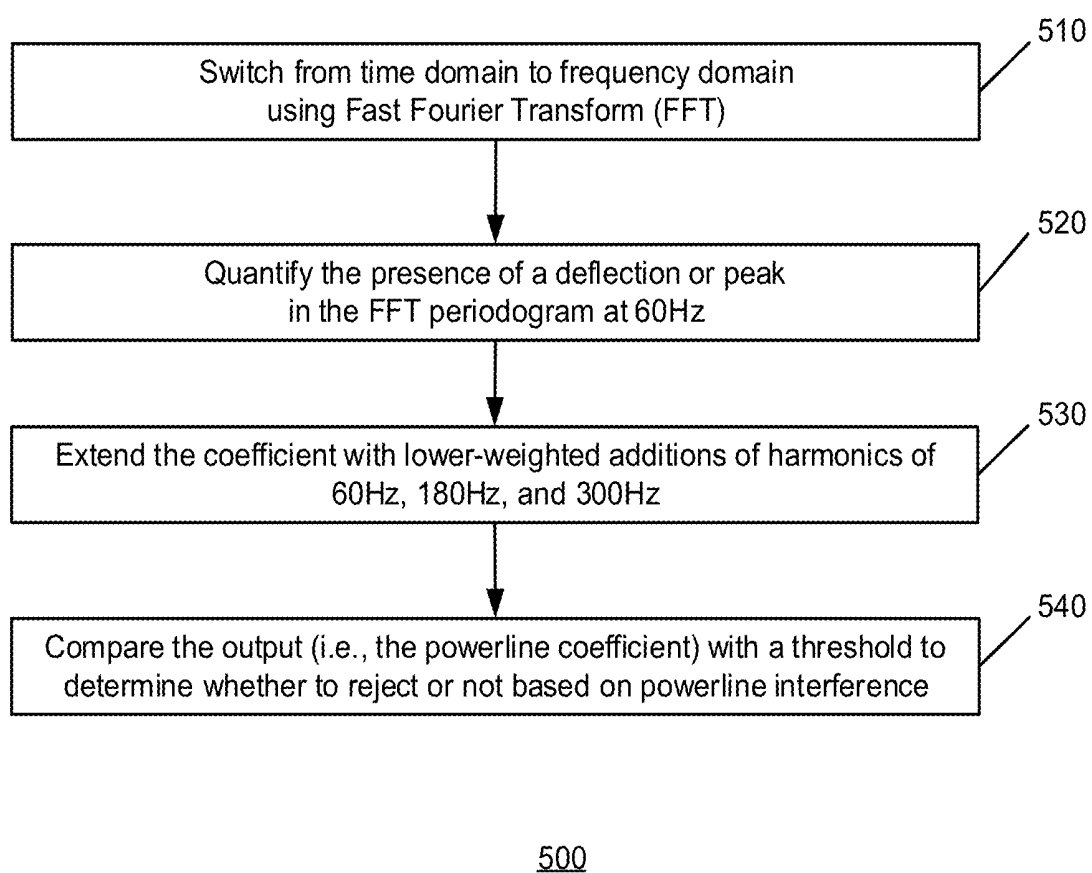 510
Switch from time domain to frequency domain
using Fast Fourier Transform (FFT)
520
Quantify the presence of a deflection or peak
in the FFT periodogram at 60Hz
530
Extend the coefficient with lower-weighted additions of harmonics of
60Hz, 180Hz, and 300Hz
540
Compare the output (i.e., the powerline coefficient) with a threshold to
determine whether to reject or not based on powerline interference
500